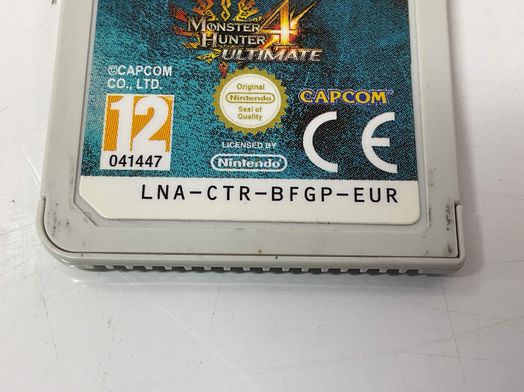 MONSTER
HUNTER 4
ULTIMATE
©CAPCOM
CO., LTD.
12
041447
Original
Nintendo
Seal of
Quality
LICENSED BY
Nintendo
CAPCOM
CE
LNA-CTR-BFGP-EUR